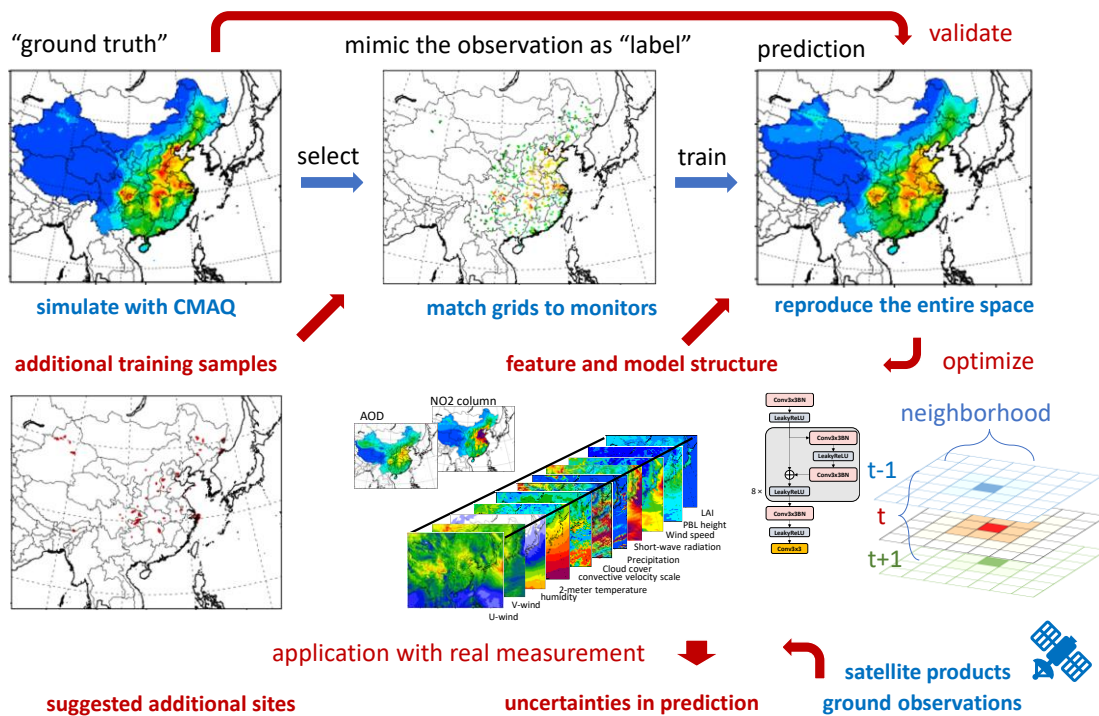 “ground truth”
mimic the observation as “label”
prediction
validate
select
train
simulate with CMAQ
match grids to monitors
reproduce the entire space
additional training samples
feature and model structure
optimize
AOD
NO2 column
LAI
PBL height
Wind speed
Short-wave radiation
Precipitation
Cloud cover
convective velocity scale
2-meter temperature
humidity
V-wind
U-wind
Conv3x3BN
LeakyReLU
Conv3x3BN
LeakyReLU
Conv3x3BN
LeakyReLU
8 ×
Conv3x3BN
LeakyReLU
Conv3x3
neighborhood
t-1
t
t+1
application with real measurement
satellite products
ground observations
suggested additional sites
uncertainties in prediction